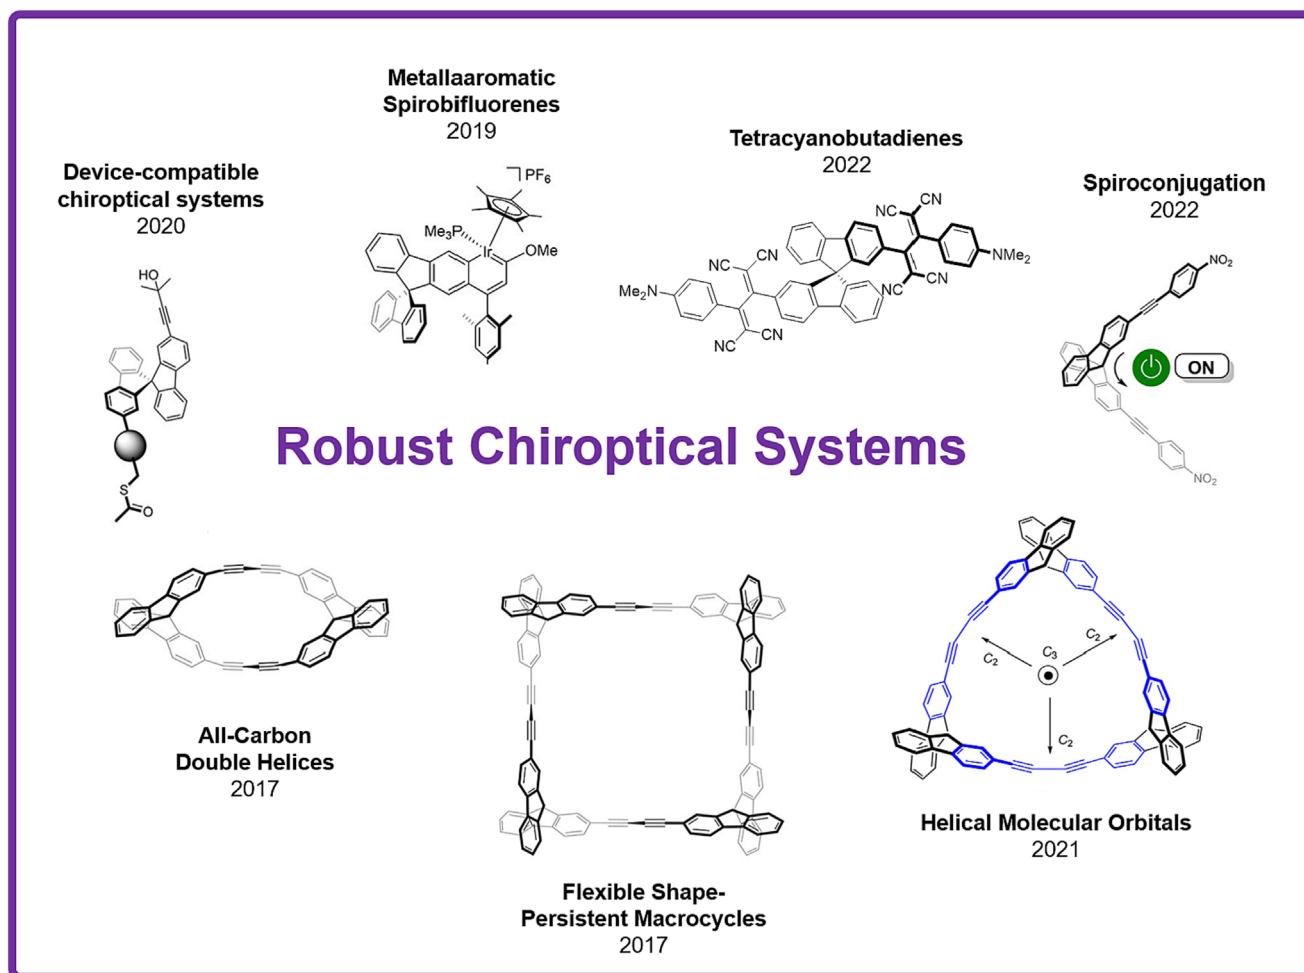 Metallaaromatic
Spirobifluorenes
2019
Tetracyanobutadienes
2022
Device-compatible
chiroptical systems
2020
Spiroconjugation
2022
PF6
Me3P
Ir
OMe
HO
S
O
NC
CN
NC
CN
NMe2
NC
CN
NC
CN
Me2N
NC
CN
NO2
ON
NO2
Robust Chiroptical Systems
All-Carbon
Double Helices
2017
Flexible Shape-
Persistent Macrocycles
2017
C2
C3
C2
C2
Helical Molecular Orbitals
2021